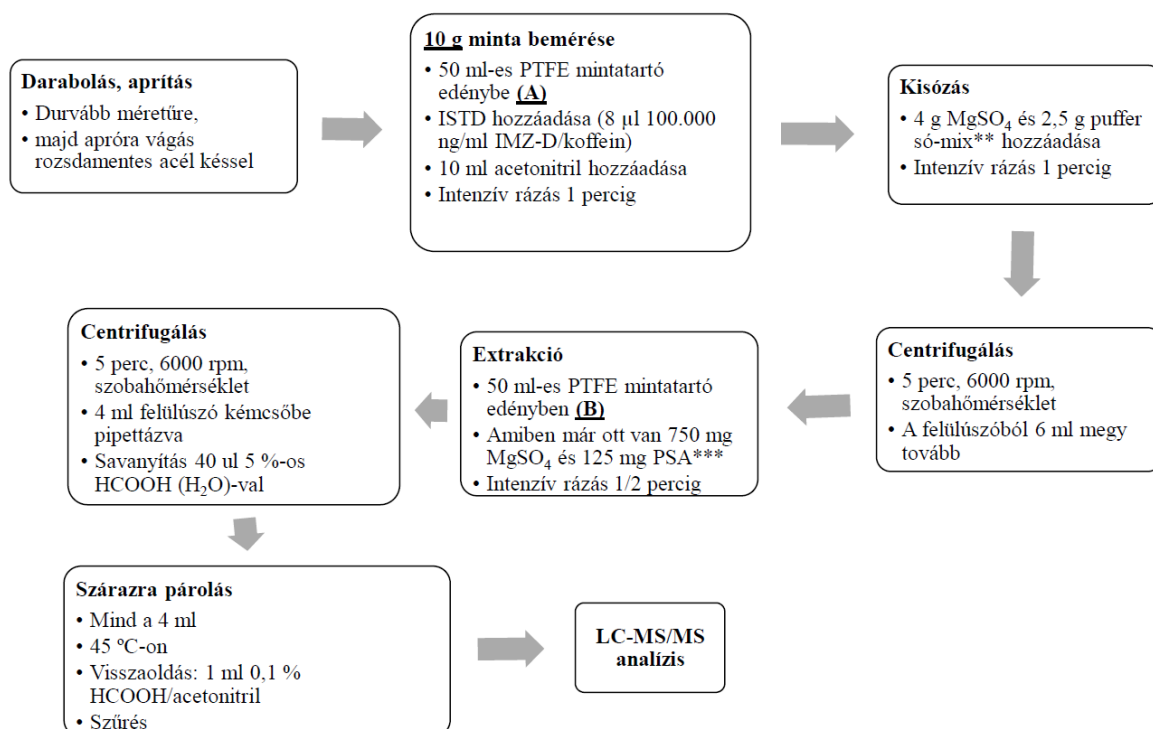 Darabolás, aprítás
• Durvább méretűre,
• majd apróra vágás
rozsdamentes acél késsel
10 g minta bemérése
• 50 ml-es PTFE mintatartó
edénybe (A)
• ISTD hozzáadása (8 µl 100.000
ng/ml IMZ-D/koffein)
• 10 ml acetonitril hozzáadása
• Intenzív rázás 1 percig
Kisózás
• 4 g MgSO₄ és 2,5 g puffer
só-mix** hozzáadása
• Intenzív rázás 1 percig
Centrifugálás
• 5 perc, 6000 rpm,
szobahőmérséklet
• A felülúszóból 6 ml megy
tovább
Extrakció
• 50 ml-es PTFE mintatartó
edényben (B)
• Amiben már ott van 750 mg
MgSO₄ és 125 mg PSA***
• Intenzív rázás 1/2 percig
Centrifugálás
• 5 perc, 6000 rpm,
szobahőmérséklet
• 4 ml felülúszó kémcsőbe
pipettázva
• Savanyítás 40 ul 5 %-os
HCOOH (H₂O)-val
Szárazra párolás
• Mind a 4 ml
• 45 ºC-on
• Visszaoldás: 1 ml 0,1 %
HCOOH/acetonitril
• Szűrés
LC-MS/MS
analízis